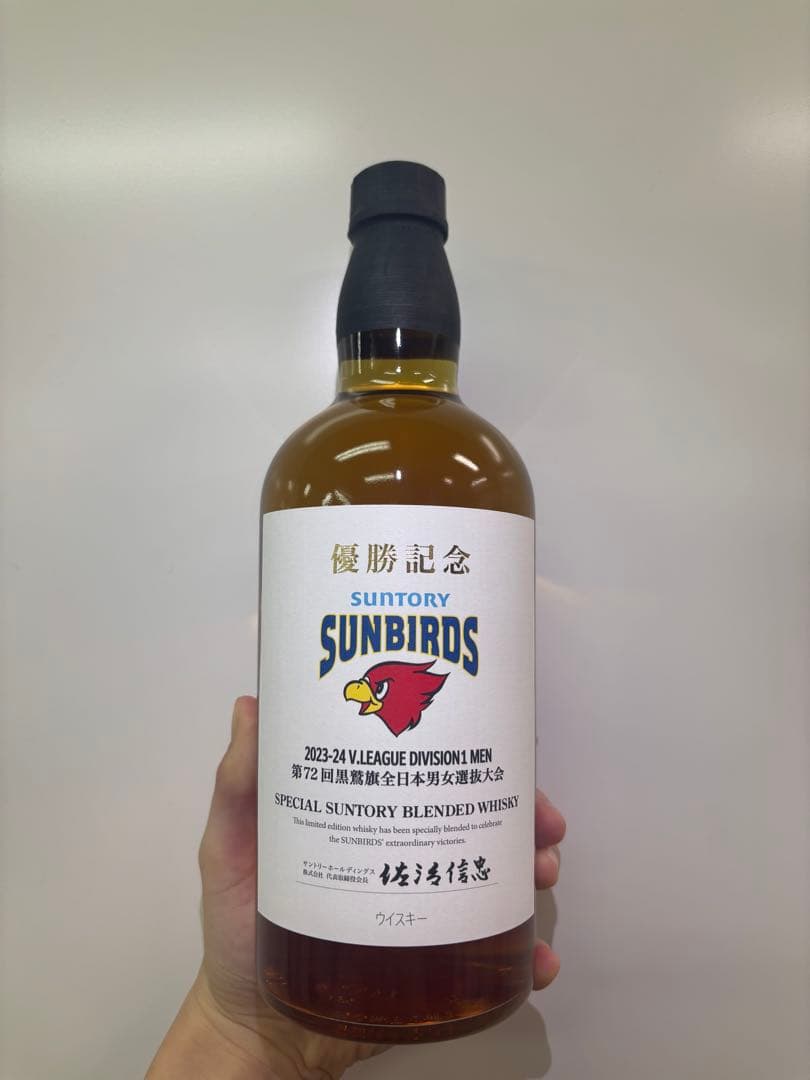 優勝記念
SUNTORY
SUNBIRDS
2023-24 V.LEAGUE DIVISION1 MEN
第72回黒鷲旗全日本男女選抜大会
SPECIAL SUNTORY BLENDED WHISKY
This limited edition whisky has been specially blended to celebrate
the SUNBIRDS' extraordinary victories.
サントリーホールディングス
株式会社 代表取締役会長
佐治信忠
ウイスキー